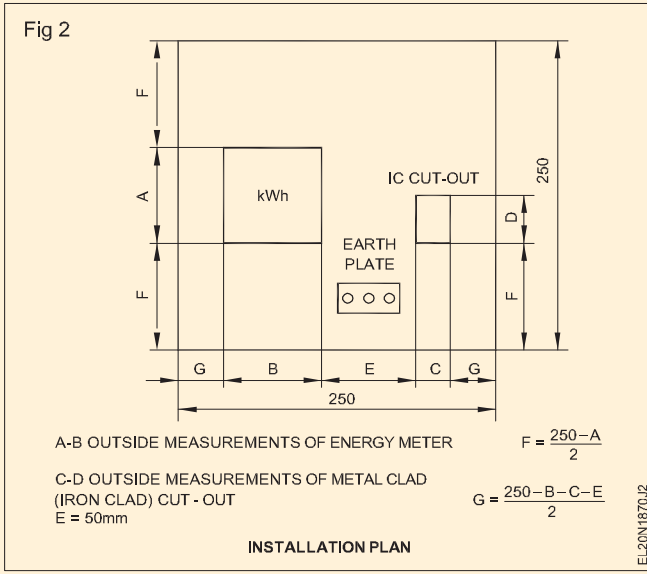 Fig 2
F
A
F
kWh
IC CUT-OUT
D
F
250
EARTH
PLATE
G B E C G
250
A-B OUTSIDE MEASUREMENTS OF ENERGY METER
F = 250-A / 2
C-D OUTSIDE MEASUREMENTS OF METAL CLAD
(IRON CLAD) CUT - OUT
E = 50mm
G = 250-B-C-E / 2
INSTALLATION PLAN
EL20N1870J2